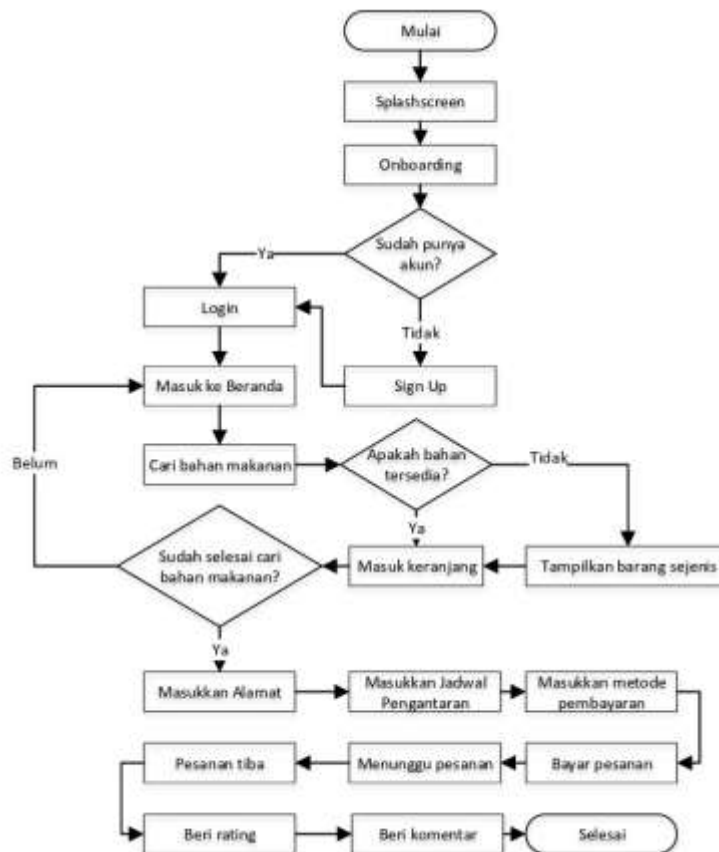 Mulai
Splashscreen
Onboarding
Sudah punya
akun?
Ya
Login
Tidak
Masuk ke Beranda
Sign Up
Belum
Cari bahan makanan
Apakah bahan
tersedia?
Tidak
Ya
Sudah selesai cari
bahan makanan?
Masuk keranjang
Tampilkan barang sejenis
Ya
Masukkan Alamat
Masukkan Jadwal
Pengantaran
Masukkan metode
pembayaran
Pesanan tiba
Menunggu pesanan
Bayar pesanan
Beri rating
Beri komentar
Selesai